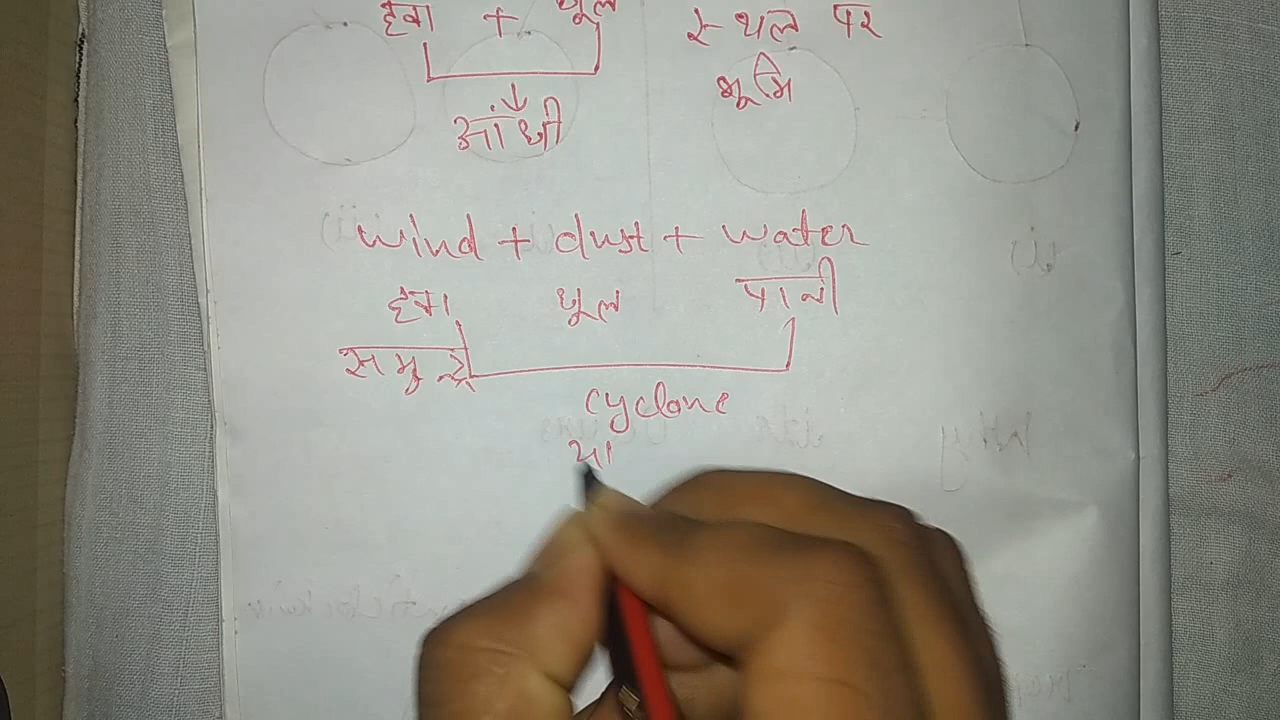 हवा + धूल स्थल पर
भूमि
आंधी
wind + dust + water
हवा धूल पानी
समुन्द्र
cyclone
या